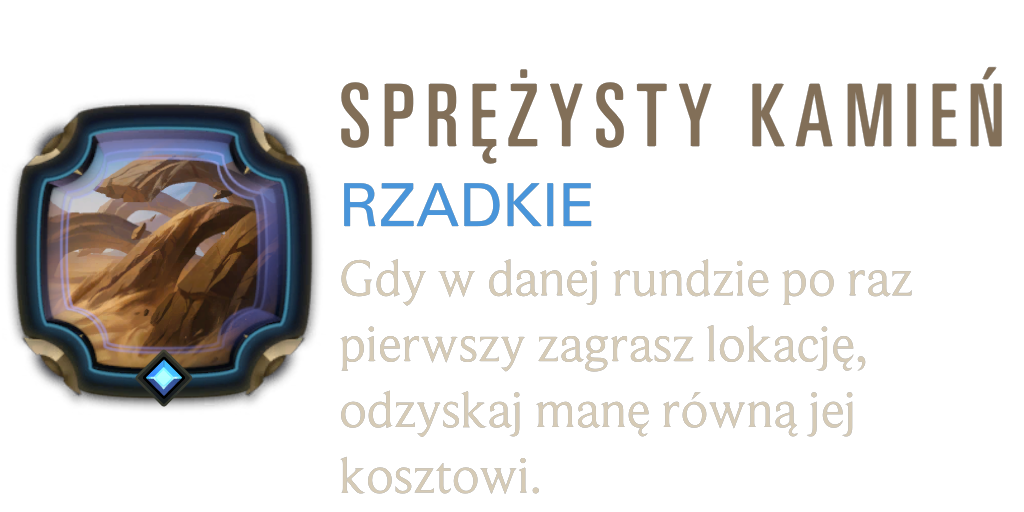 SPRĘŻYSTY KAMIEŃ
RZADKIE
Gdy w danej rundzie po raz
pierwszy zagrasz lokację,
odzyskaj manę równą jej
kosztowi.